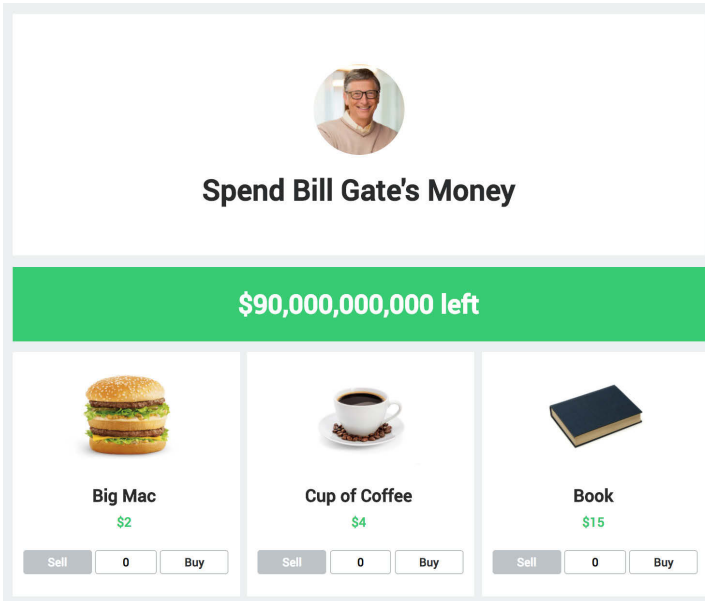 Spend Bill Gate's Money
$90,000,000,000 left
Big Mac Cup of Coffee Book
$2 $4 $15
Sell 0 Buy Sell 0 Buy Sell 0 Buy